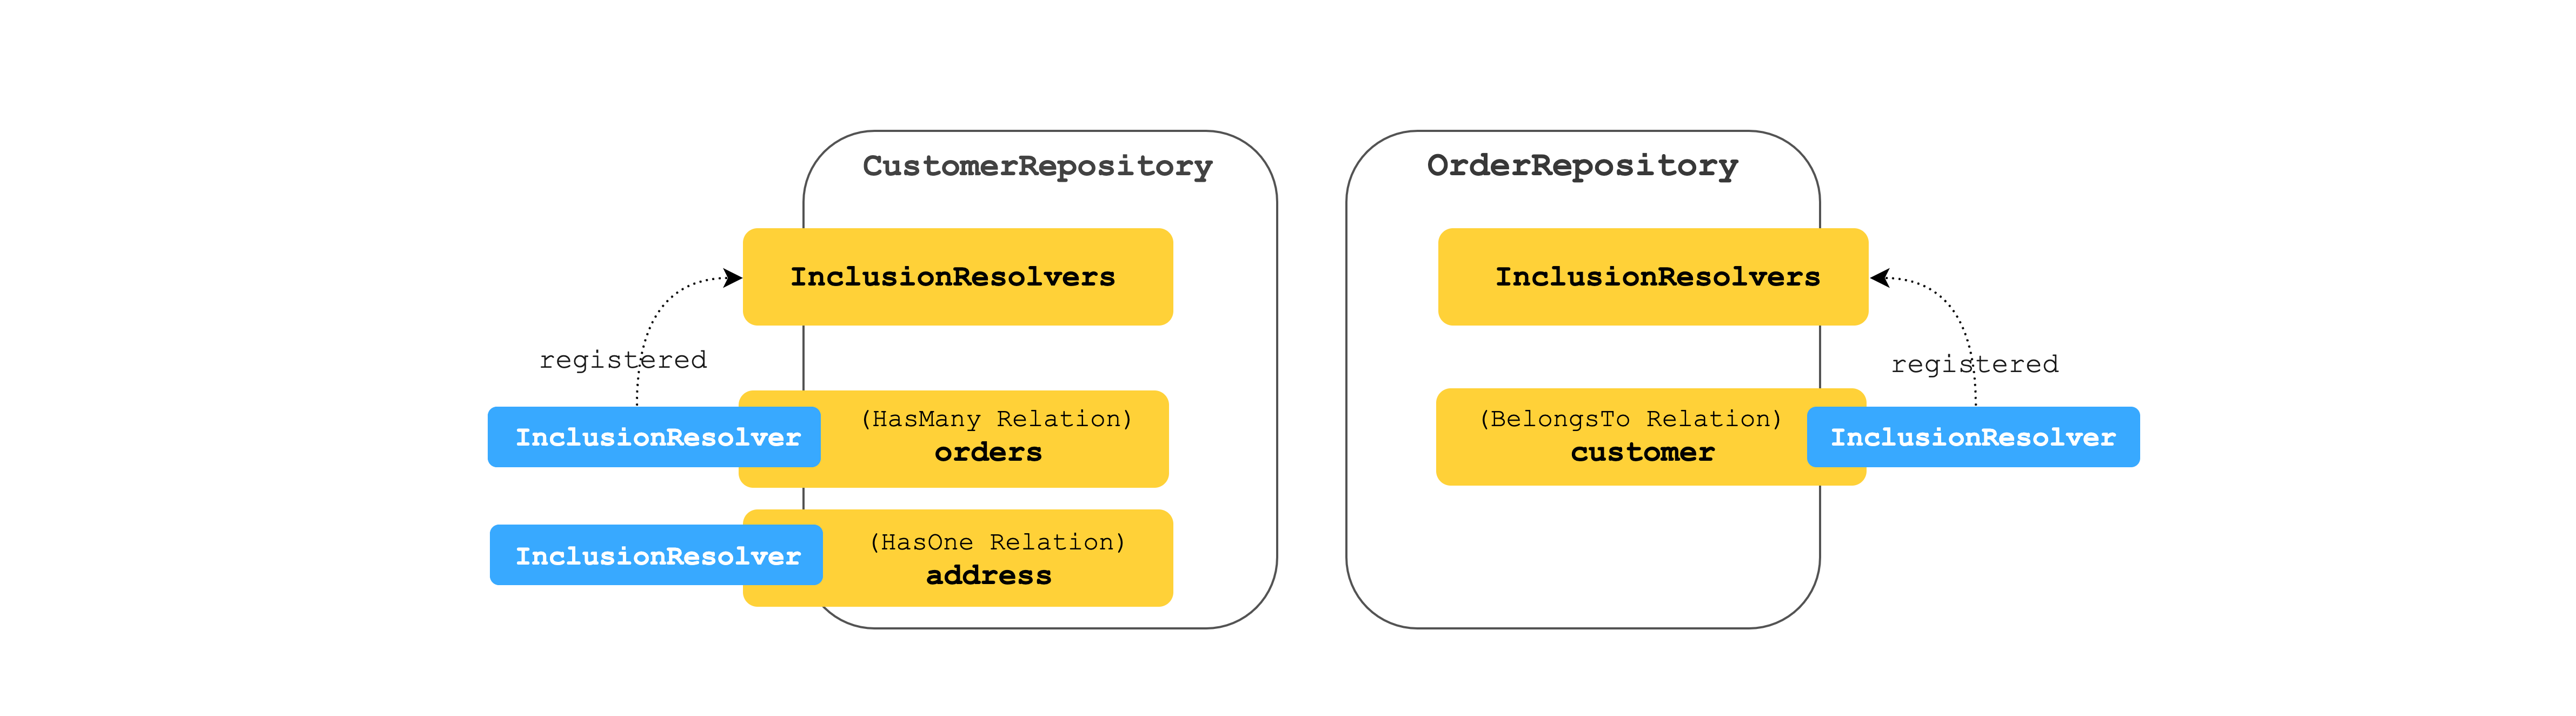 CustomerRepository
InclusionResolvers
registered
InclusionResolver
(HasMany Relation)
orders
InclusionResolver
(HasOne Relation)
address
OrderRepository
InclusionResolvers
registered
(BelongsTo Relation)
customer
InclusionResolver